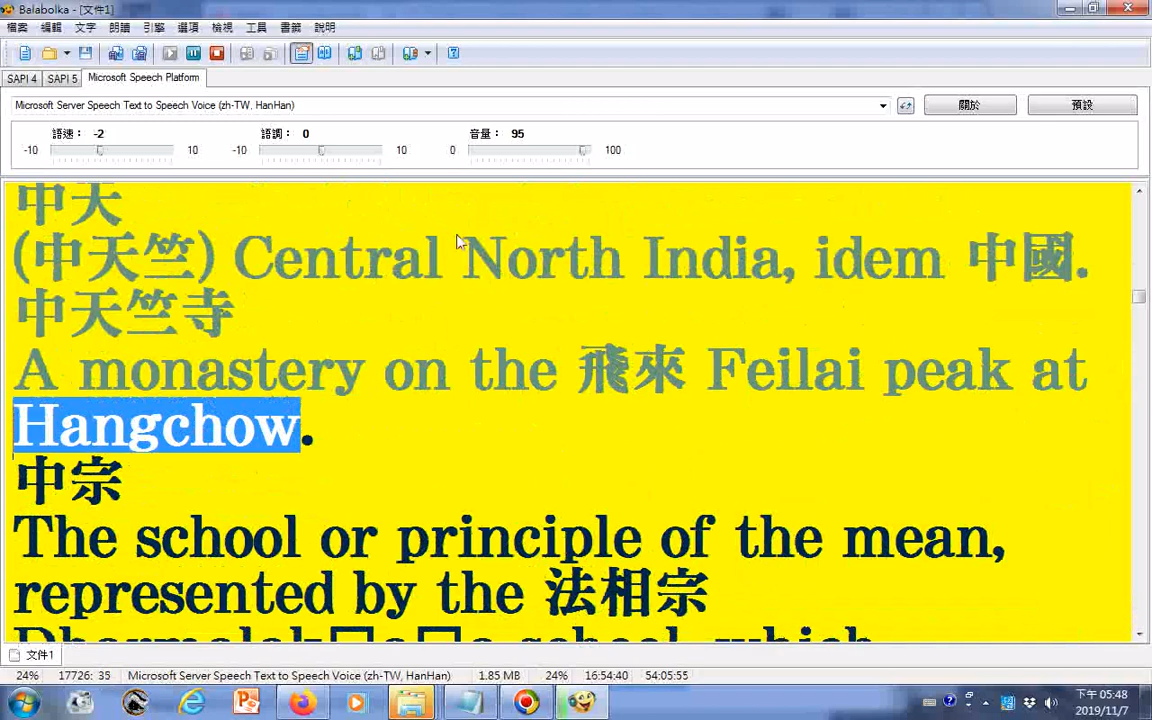 Balabolka - [文件1]
檔案 編輯 文字 朗讀 引擎 選項 檢視 工具 書籤 說明
SAPI 4 SAPI 5 Microsoft Speech Platform
Microsoft Server Speech Text to Speech Voice (zh-TW, HanHan) 關於 預設
語速： -2 語調： 0 音量： 95
-10 10 -10 10 0 100
中天
(中天竺) Central North India, idem 中國.
中天竺寺
A monastery on the 飛來 Feilai peak at
Hangchow.
中宗
The school or principle of the mean,
represented by the 法相宗
Dharmalak□a□a school, which
文件1
24% 17726: 35 Microsoft Server Speech Text to Speech Voice (zh-TW, HanHan) 1.85 MB 24% 16:54:40 54:05:55
下午 05:48
2019/11/7